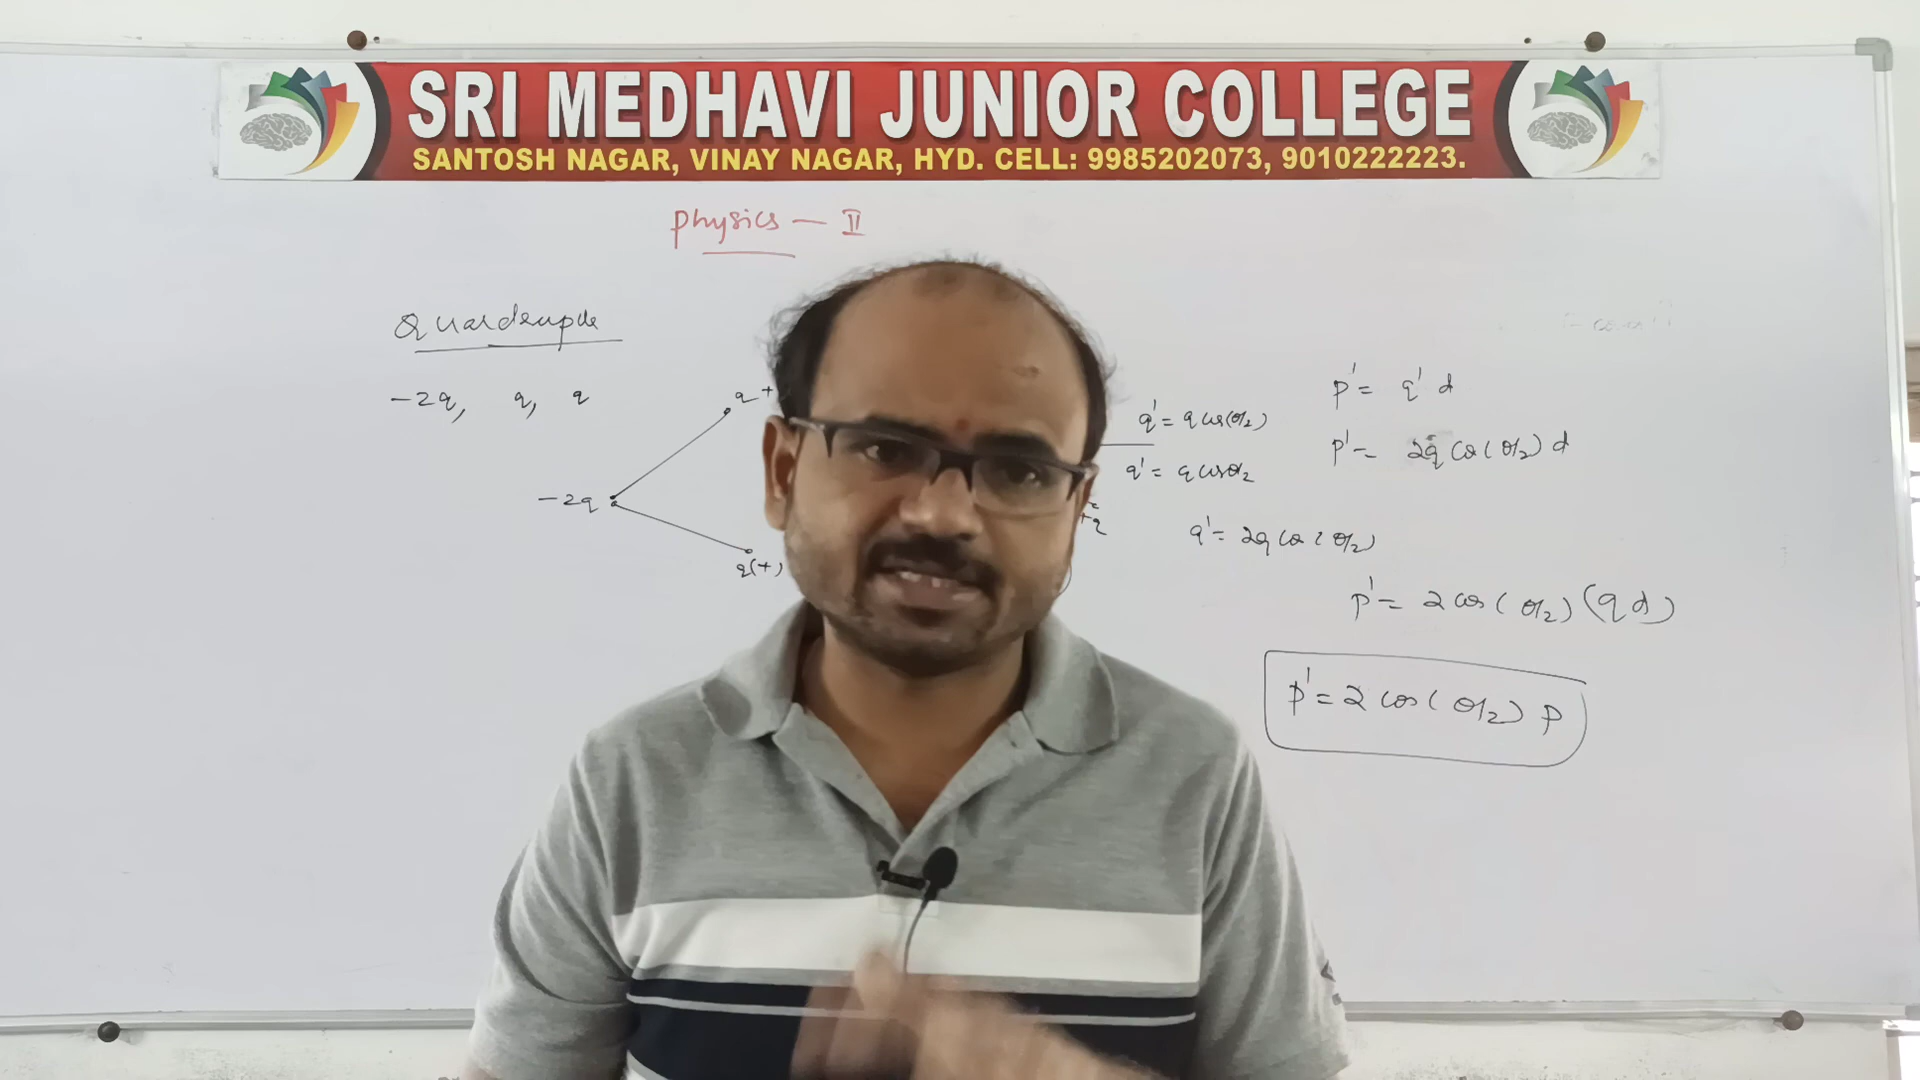 SRI MEDHAVI JUNIOR COLLEGE
SANTOSH NAGAR, VINAY NAGAR, HYD. CELL: 9985202073, 9010222223.
Physics — II
Quardrupole
-2q, q, q
q+
-2q
q(+)
q' = q cos(θ/2)
q' = q cosθ/2
+q
q' = 2q cos(θ/2)
p' = q' d
p' = 2q cos(θ/2) d
p' = 2 cos(θ/2) (qd)
p' = 2 cos(θ/2) p